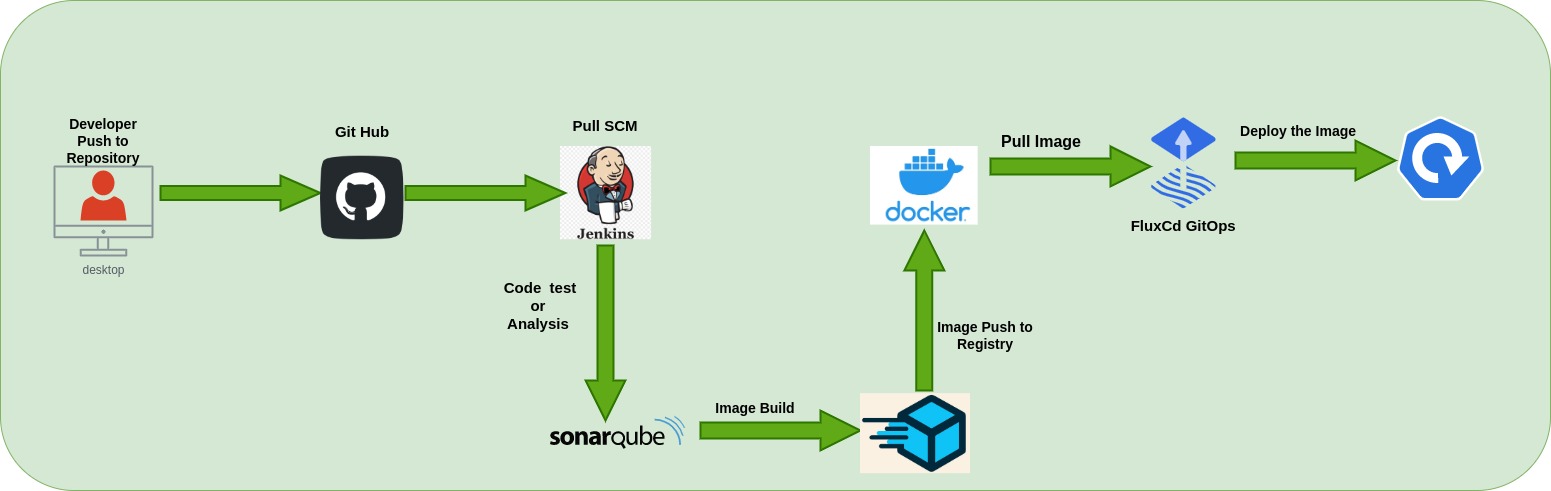 Developer
Push to
Repository
desktop
Git Hub
Pull SCM
Jenkins
Code test
or
Analysis
sonarqube
Image Build
Image Push to
Registry
docker
Pull Image
FluxCd GitOps
Deploy the Image